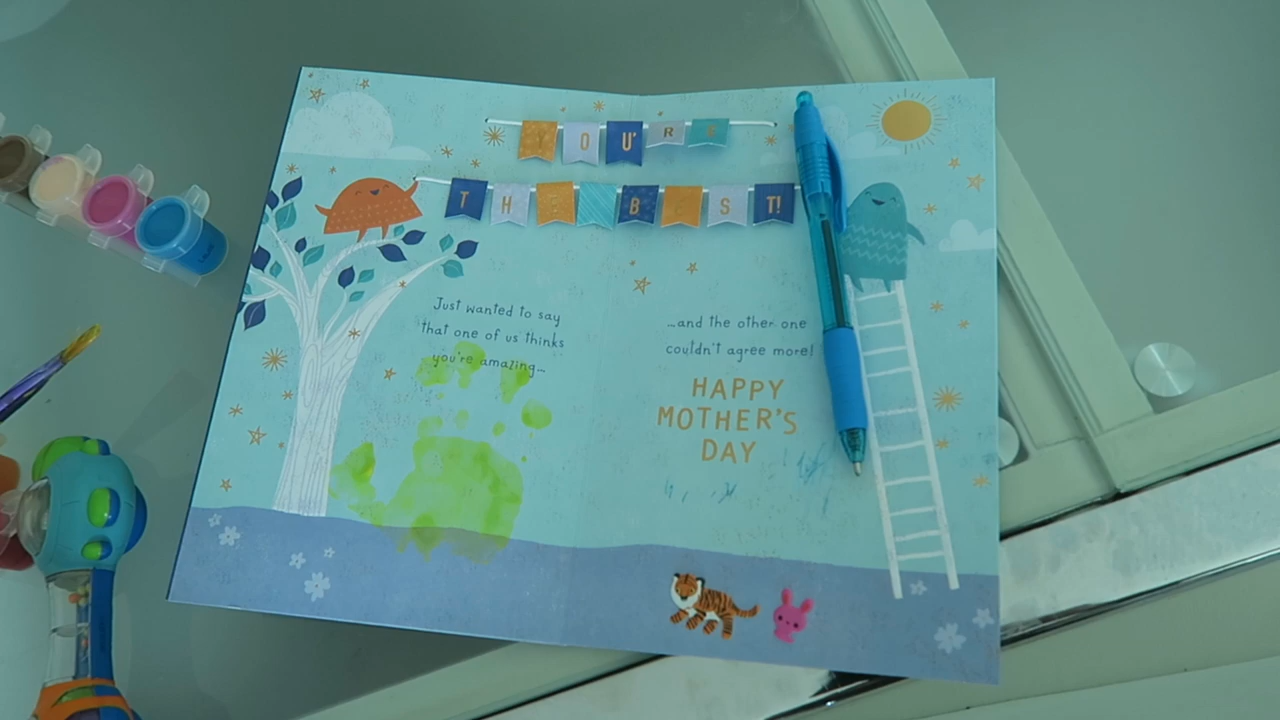 YOU'RE
THE BEST!
Just wanted to say
that one of us thinks
you're amazing...
...and the other one
couldn't agree more!
HAPPY
MOTHER'S
DAY